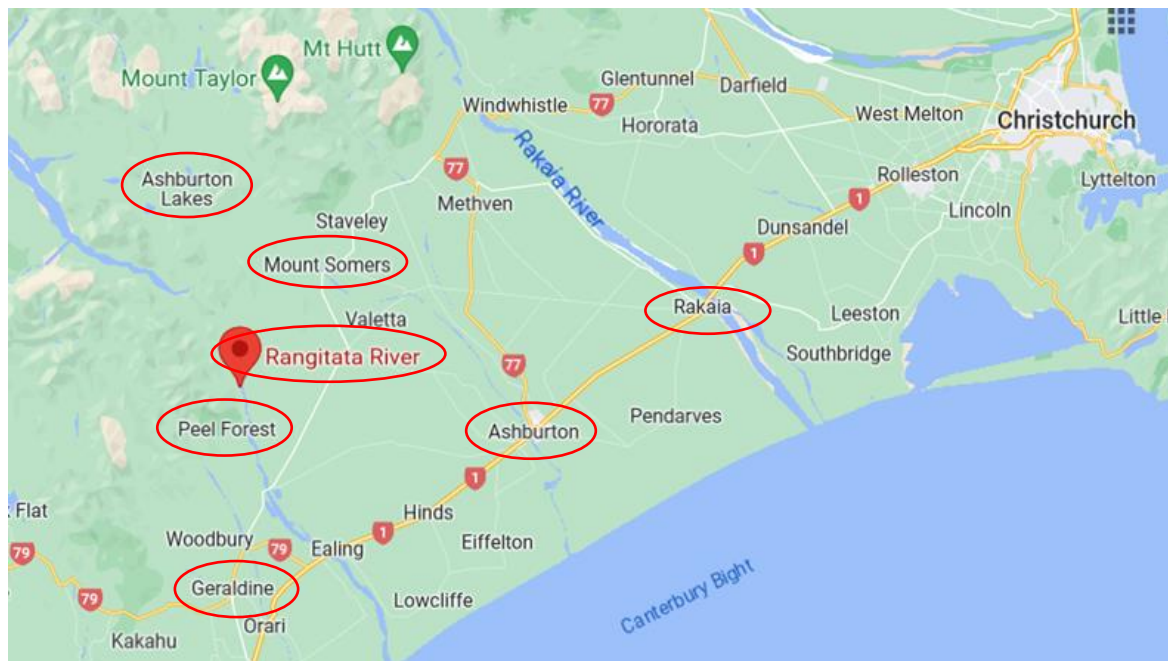 Mt Hutt
Mount Taylor
Glentunnel
Darfield
Windwhistle
77
West Melton
Christchurch
Hororata
Rakaia River
Ashburton
Lakes
77
Rolleston
Lyttelton
Methven
1
Lincoln
Staveley
Dunsandel
1
Mount Somers
Rakaia
Leeston
Little
Valetta
Southbridge
Rangitata River
77
Peel Forest
Ashburton
Pendarves
1
Flat
Hinds
Woodbury
1
Eiffelton
79
79
Ealing
Geraldine
79
Lowcliffe
Canterbury Bight
Orari
Kakahu